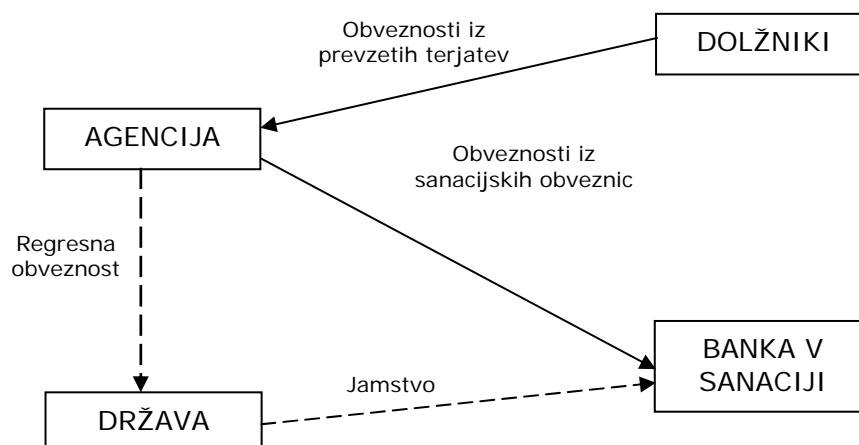 Obveznosti iz
prevzetih terjatev
DOLŽNIKI
AGENCIJA
Obveznosti iz
sanacijskih obveznic
Regresna
obveznost
BANKA V
SANACIJI
Jamstvo
DRŽAVA